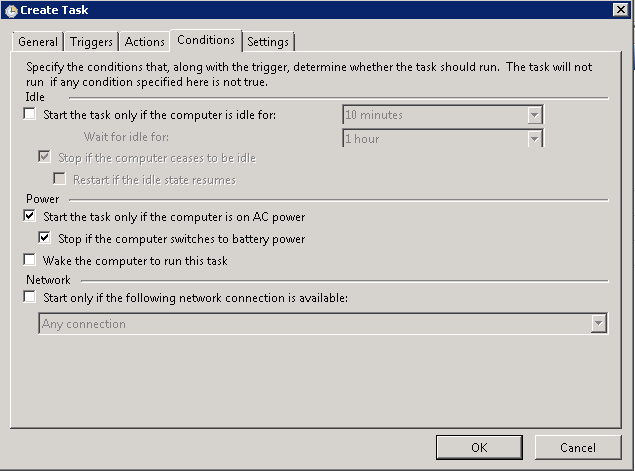 Create Task
General Triggers Actions Conditions Settings
Specify the conditions that, along with the trigger, determine whether the task should run. The task will not
run if any condition specified here is not true.
Idle
Start the task only if the computer is idle for: 10 minutes
Wait for idle for: 1 hour
Stop if the computer ceases to be idle
Restart if the idle state resumes
Power
Start the task only if the computer is on AC power
Stop if the computer switches to battery power
Wake the computer to run this task
Network
Start only if the following network connection is available:
Any connection
OK Cancel